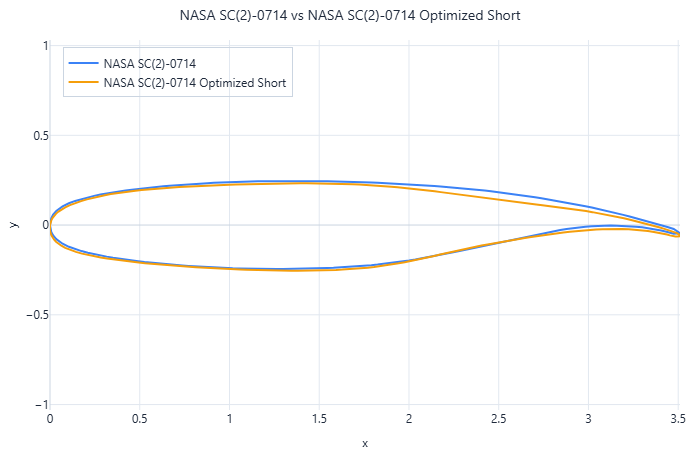 NASA SC(2)-0714 vs NASA SC(2)-0714 Optimized Short
NASA SC(2)-0714
NASA SC(2)-0714 Optimized Short
1
0.5
0
−0.5
−1
y
0 0.5 1 1.5 2 2.5 3 3.5
x